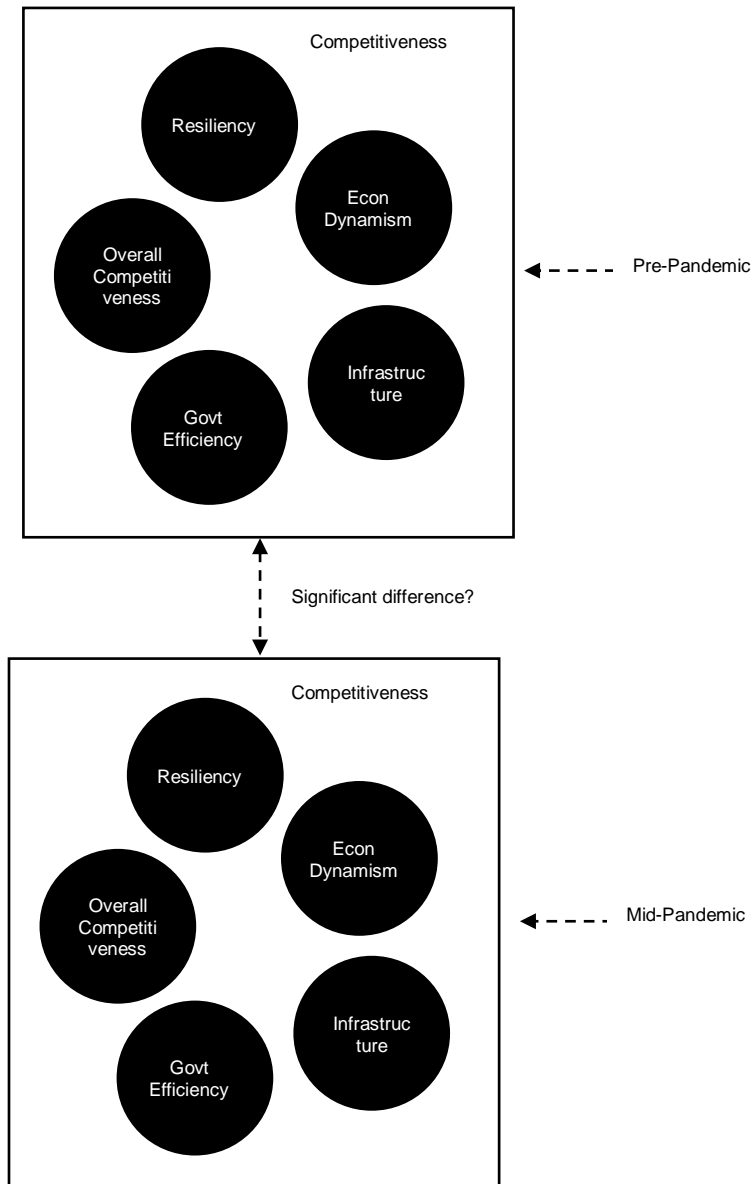 Competitiveness
Resiliency
Econ
Dynamism
Overall
Competiti
veness
Pre-Pandemic
Infrastruc
ture
Govt
Efficiency
Significant difference?
Competitiveness
Resiliency
Econ
Dynamism
Overall
Competiti
veness
Mid-Pandemic
Infrastruc
ture
Govt
Efficiency